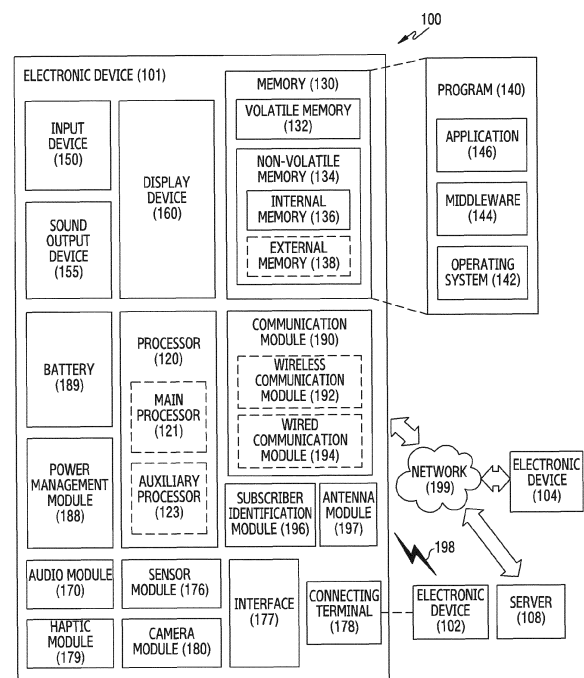 100
ELECTRONIC DEVICE (101)
INPUT
DEVICE
(150)
SOUND
OUTPUT
DEVICE
(155)
DISPLAY
DEVICE
(160)
MEMORY (130)
VOLATILE MEMORY
(132)
NON-VOLATILE
MEMORY (134)
INTERNAL
MEMORY (136)
EXTERNAL
MEMORY (138)
PROGRAM (140)
APPLICATION
(146)
MIDDLEWARE
(144)
OPERATING
SYSTEM (142)
BATTERY
(189)
POWER
MANAGEMENT
MODULE
(188)
PROCESSOR
(120)
MAIN
PROCESSOR
(121)
AUXILIARY
PROCESSOR
(123)
COMMUNICATION
MODULE (190)
WIRELESS
COMMUNICATION
MODULE (192)
WIRED
COMMUNICATION
MODULE (194)
SUBSCRIBER
IDENTIFICATION
MODULE (196)
ANTENNA
MODULE
(197)
NETWORK
(199)
ELECTRONIC
DEVICE
(104)
198
AUDIO MODULE
(170)
SENSOR
MODULE (176)
HAPTIC MODULE
(179)
CAMERA
MODULE (180)
INTERFACE
(177)
CONNECTING
TERMINAL
(178)
ELECTRONIC
DEVICE
(102)
SERVER
(108)